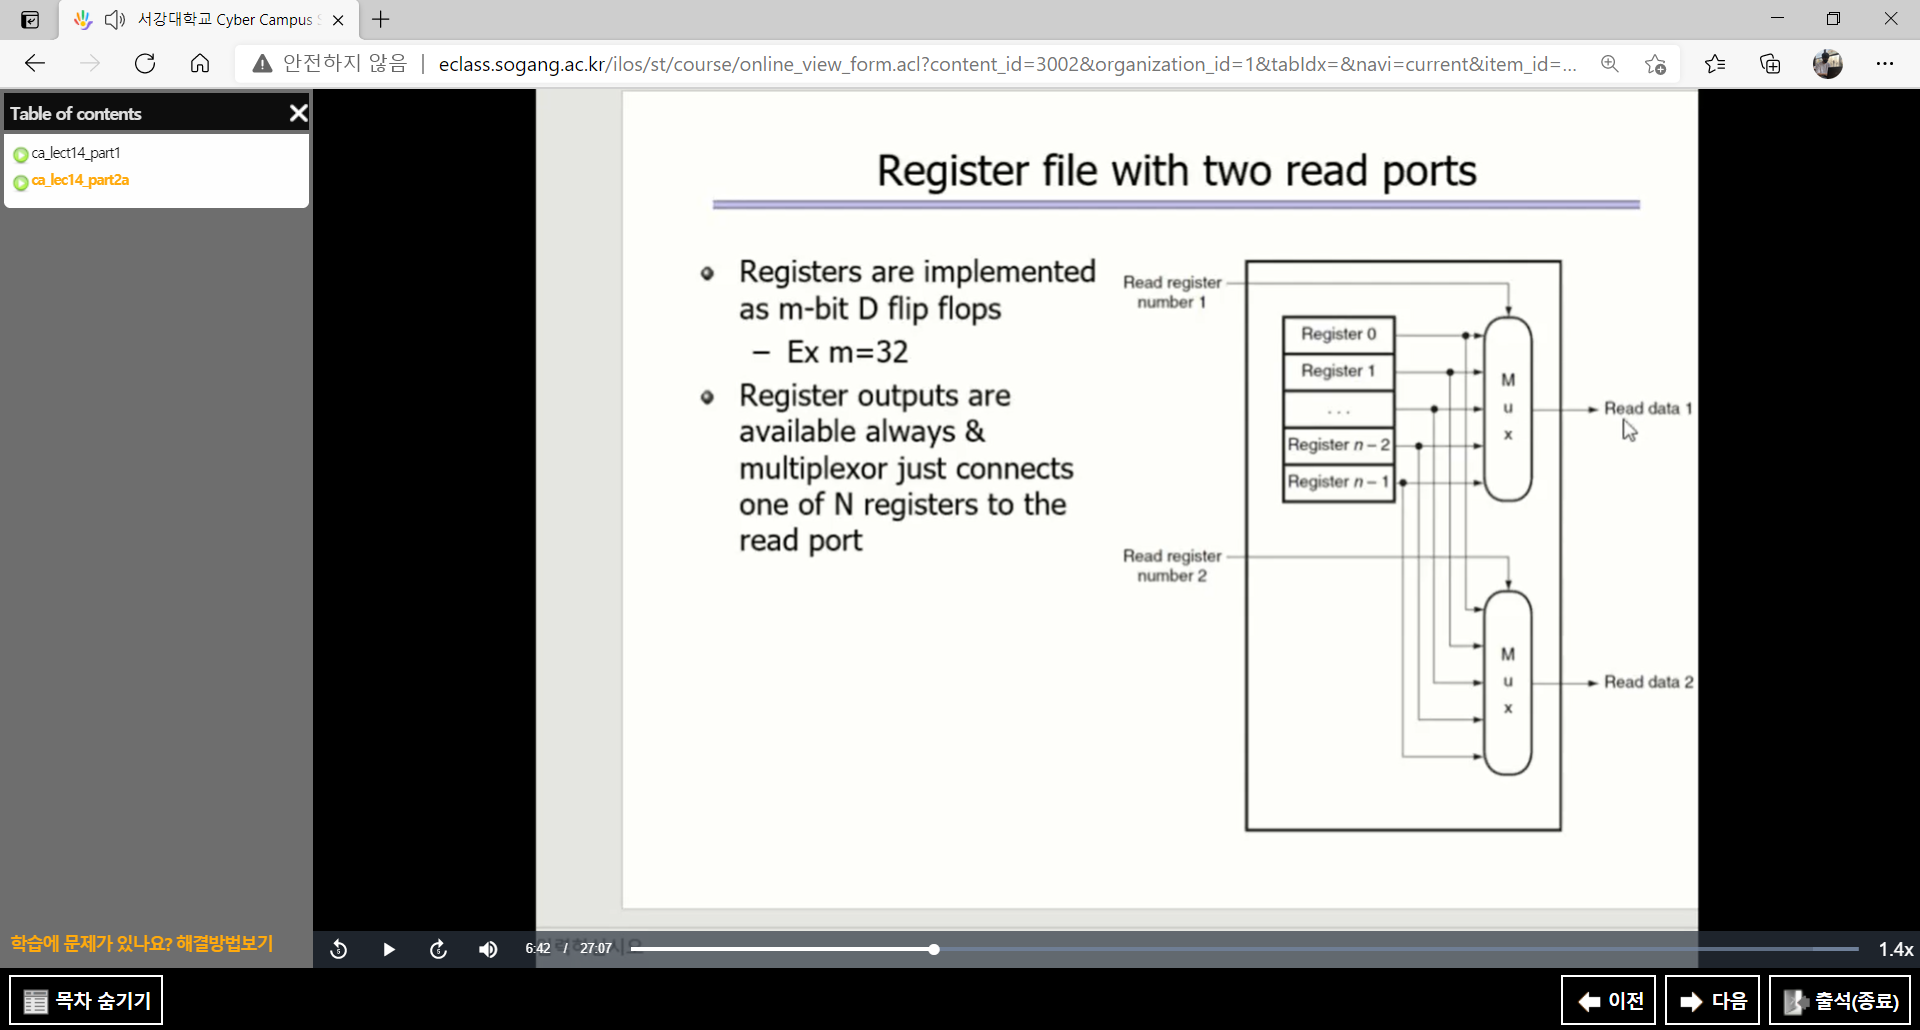 서강대학교 Cyber Campus
안전하지 않음 | eclass.sogang.ac.kr/ilos/st/course/online_view_form.acl?content_id=3002&organization_id=1&tabIdx=&navi=current&item_id=...
Table of contents
ca_lect14_part1
ca_lec14_part2a
Register file with two read ports
Registers are implemented
as m-bit D flip flops
– Ex m=32
Register outputs are
available always &
multiplexor just connects
one of N registers to the
read port
Read register
number 1
Register 0
Register 1
. . .
Register n – 2
Register n – 1
M
u
x
Read data 1
Read register
number 2
M
u
x
Read data 2
학습에 문제가 있나요? 해결방법보기
5
5
6:42 / 27:07
1.4x
목차 숨기기
이전
다음
출석(종료)